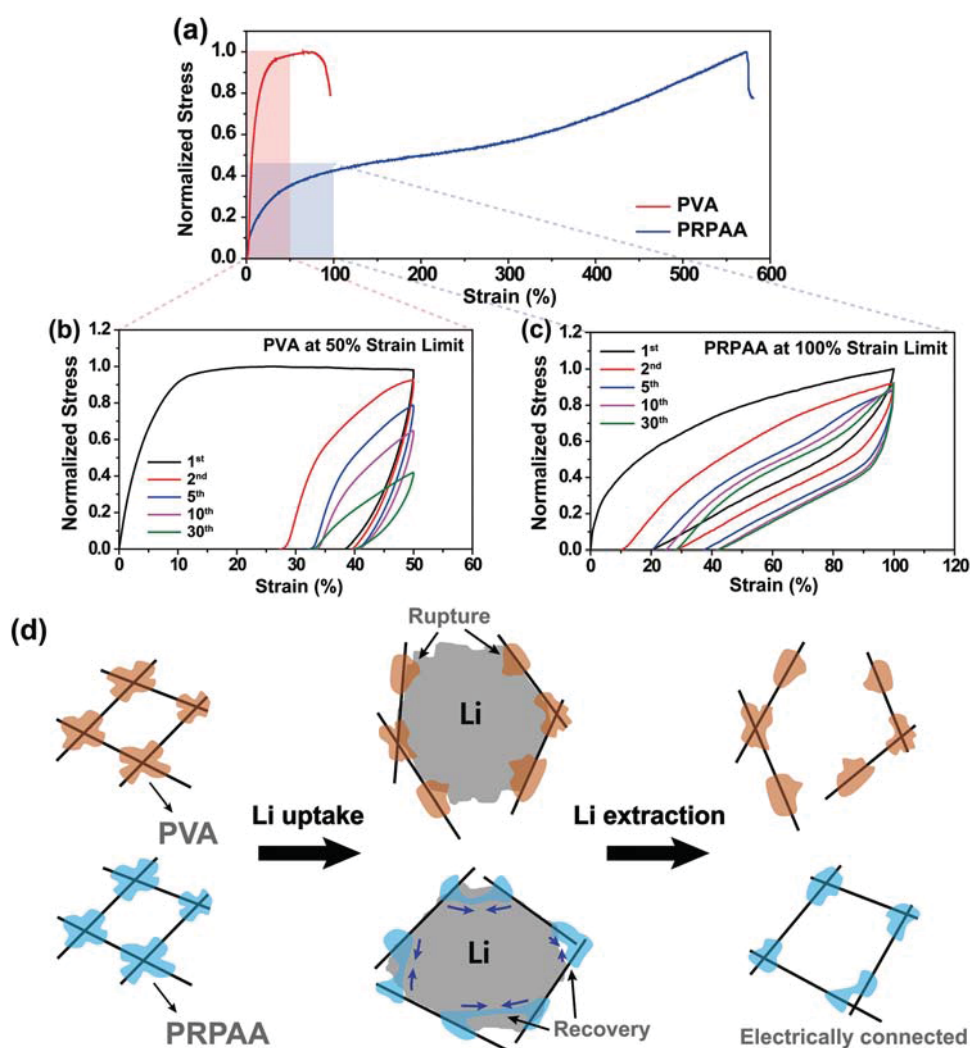 (a)
Normalized Stress
1.0
0.8
0.6
0.4
0.2
0.0
PVA
PRPAA
0 100 200 300 400 500 600
Strain (%)
(b)
PVA at 50% Strain Limit
Normalized Stress
1.2
1.0
0.8
0.6
0.4
0.2
0.0
1st
2nd
5th
10th
30th
0 10 20 30 40 50 60
Strain (%)
(c)
PRPAA at 100% Strain Limit
Normalized Stress
1.2
1.0
0.8
0.6
0.4
0.2
0.0
1st
2nd
5th
10th
30th
0 20 40 60 80 100 120
Strain (%)
(d)
Rupture
Li
PVA
Li uptake
Li extraction
Li
PRPAA
Recovery
Electrically connected